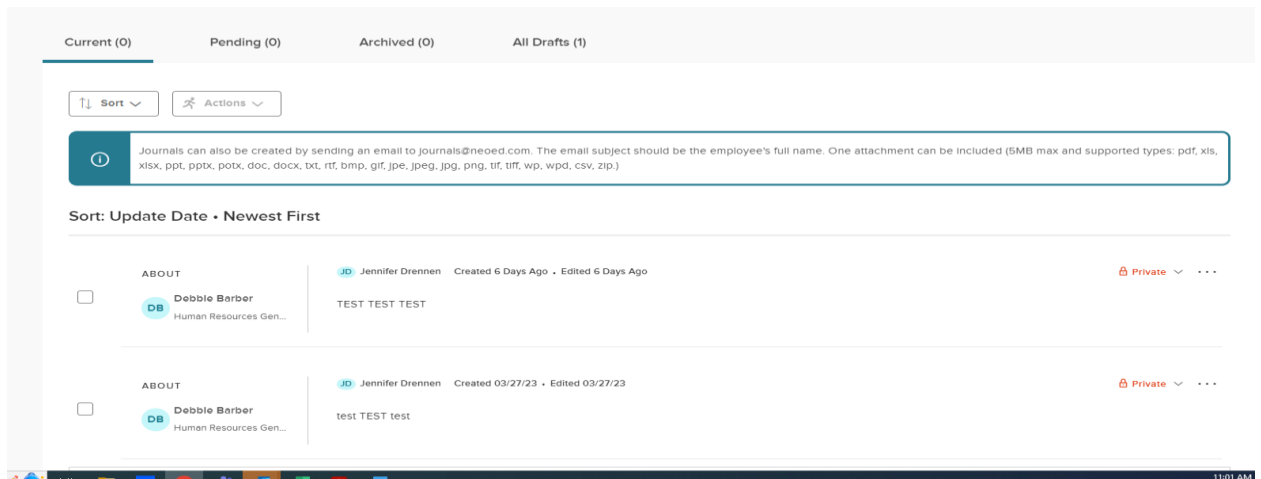 Current (0) Pending (0) Archived (0) All Drafts (1)
Sort Actions
Journals can also be created by sending an email to journals@neoed.com. The email subject should be the employee's full name. One attachment can be included (5MB max and supported types: pdf, xls,
xlsx, ppt, pptx, potx, doc, docx, txt, rtf, bmp, gif, jpe, jpeg, jpg, png, tif, tiff, wp, wpd, csv, zip.)
Sort: Update Date • Newest First
ABOUT
DB Debbie Barber
Human Resources Gen...
JD Jennifer Drennen Created 6 Days Ago • Edited 6 Days Ago
TEST TEST TEST
Private
ABOUT
DB Debbie Barber
Human Resources Gen...
JD Jennifer Drennen Created 03/27/23 • Edited 03/27/23
test TEST test
Private
11:01 AM